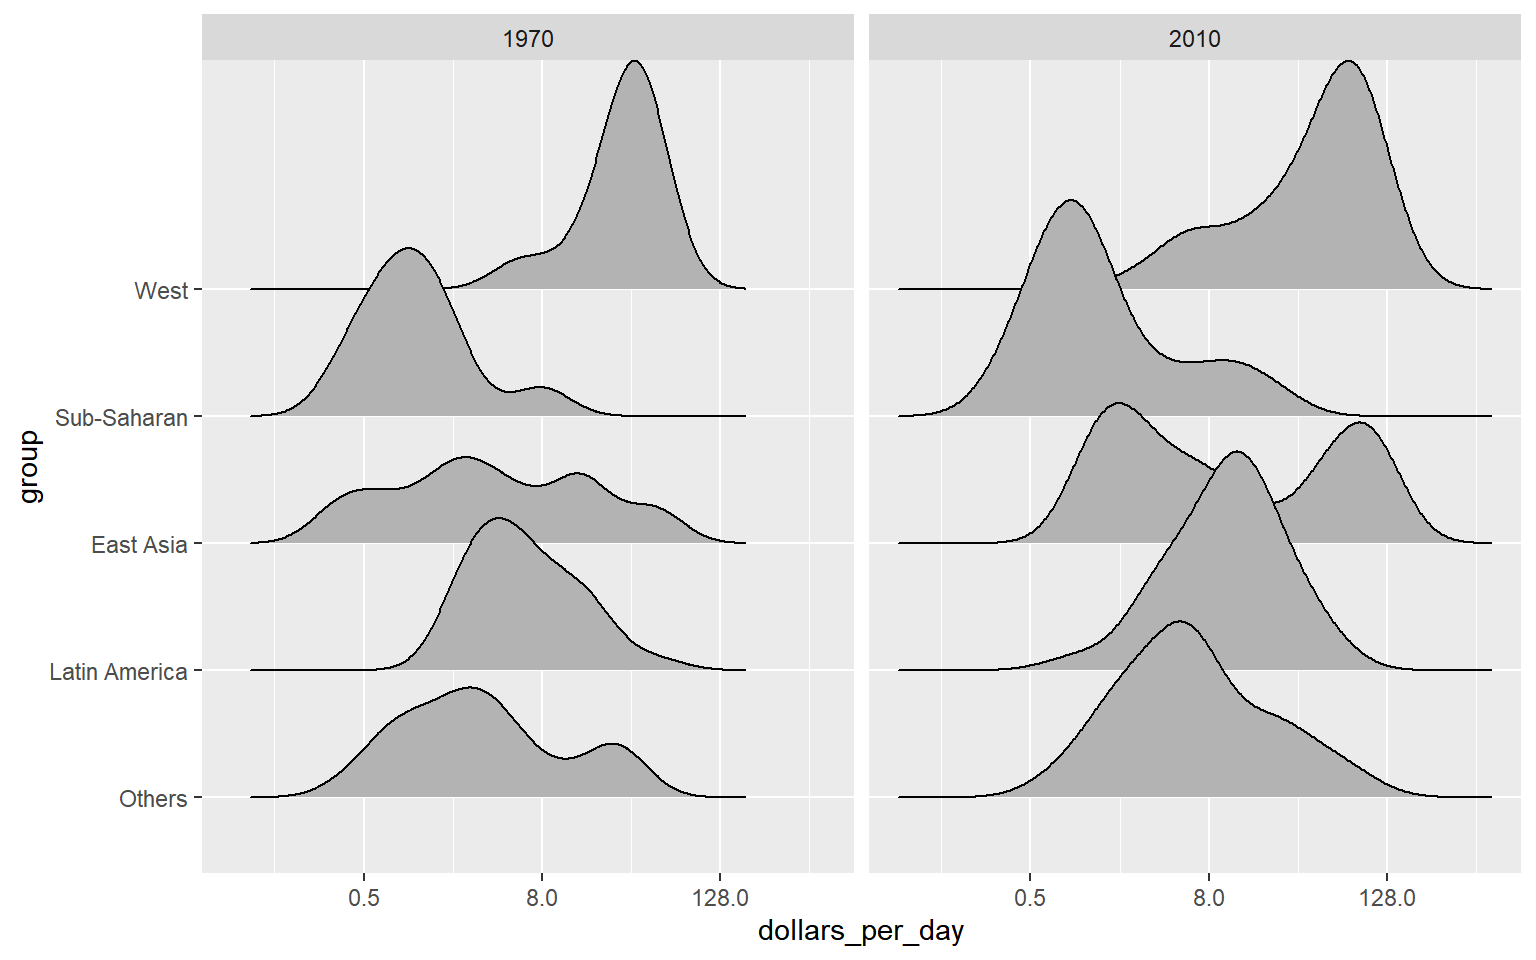 1970
2010
West
Sub-Saharan
East Asia
Latin America
Others
group
0.5
8.0
128.0
0.5
8.0
128.0
dollars_per_day